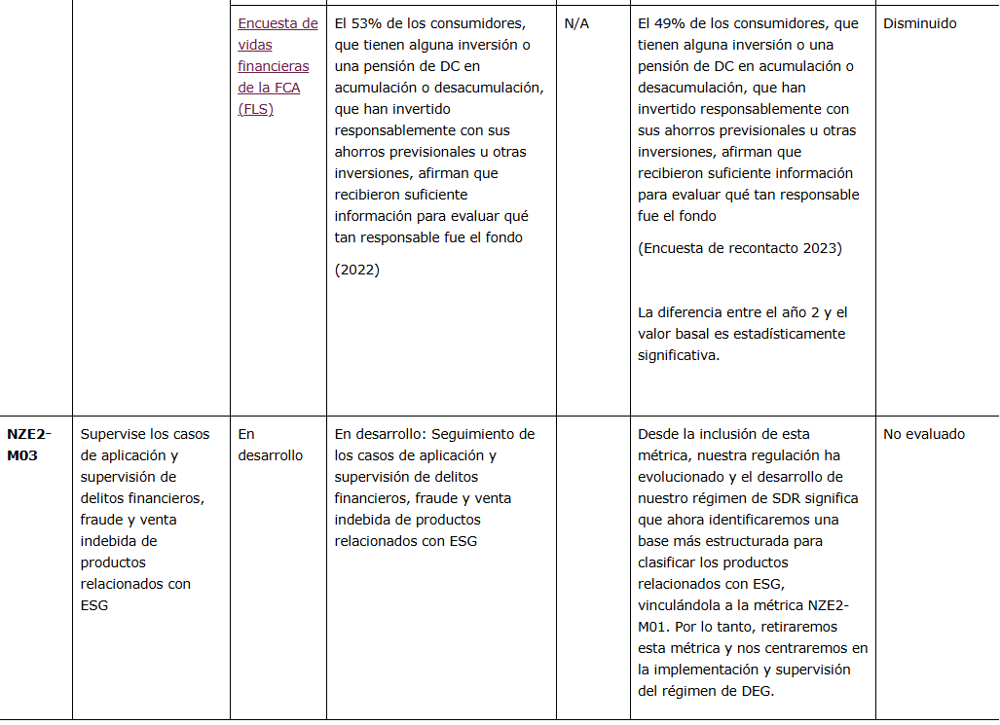 Encuesta de
vidas
financieras
de la FCA
(FLS)
El 53% de los consumidores,
que tienen alguna inversión o
una pensión de DC en
acumulación o desacumulación,
que han invertido
responsablemente con sus
ahorros previsionales u otras
inversiones, afirman que
recibieron suficiente
información para evaluar qué
tan responsable fue el fondo
(2022)
N/A
El 49% de los consumidores, que
tienen alguna inversión o una
pensión de DC en acumulación o
desacumulación, que han
invertido responsablemente con
sus ahorros previsionales u otras
inversiones, afirman que
recibieron suficiente información
para evaluar qué tan responsable
fue el fondo
(Encuesta de recontacto 2023)
La diferencia entre el año 2 y el
valor basal es estadísticamente
significativa.
Disminuido
NZE2-
M03
Supervise los casos
de aplicación y
supervisión de
delitos financieros,
fraude y venta
indebida de
productos
relacionados con
ESG
En
desarrollo
En desarrollo: Seguimiento de
los casos de aplicación y
supervisión de delitos
financieros, fraude y venta
indebida de productos
relacionados con ESG
Desde la inclusión de esta
métrica, nuestra regulación ha
evolucionado y el desarrollo de
nuestro régimen de SDR significa
que ahora identificaremos una
base más estructurada para
clasificar los productos
relacionados con ESG,
vinculándola a la métrica NZE2-
M01. Por lo tanto, retiraremos
esta métrica y nos centraremos en
la implementación y supervisión
del régimen de DEG.
No evaluado